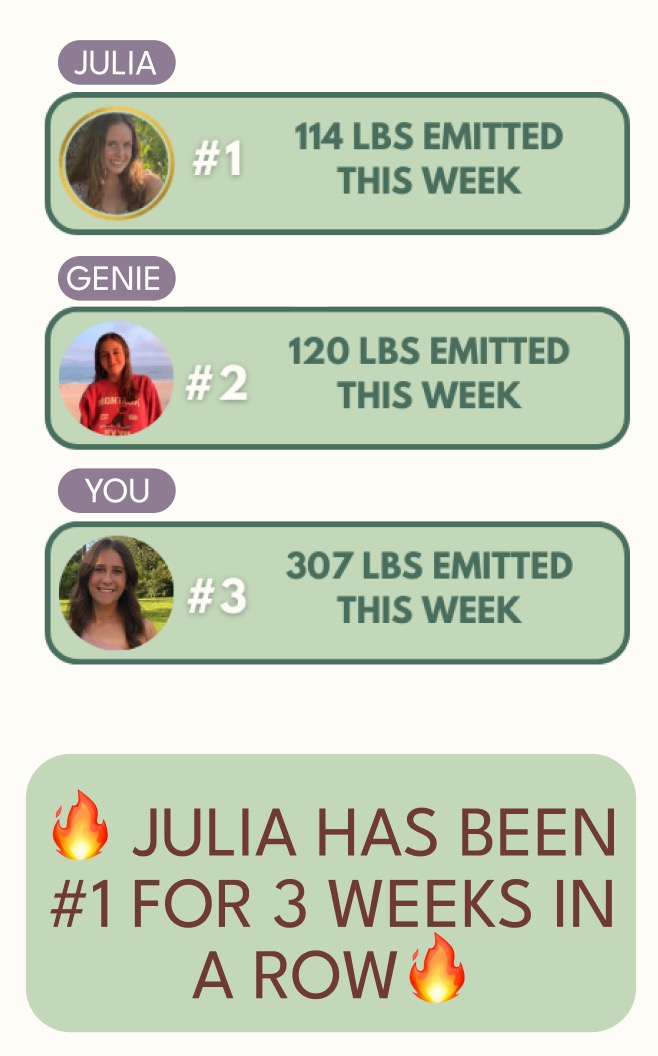 JULIA
#1
114 LBS EMITTED
THIS WEEK
GENIE
#2
120 LBS EMITTED
THIS WEEK
YOU
#3
307 LBS EMITTED
THIS WEEK
🔥 JULIA HAS BEEN
#1 FOR 3 WEEKS IN
A ROW🔥